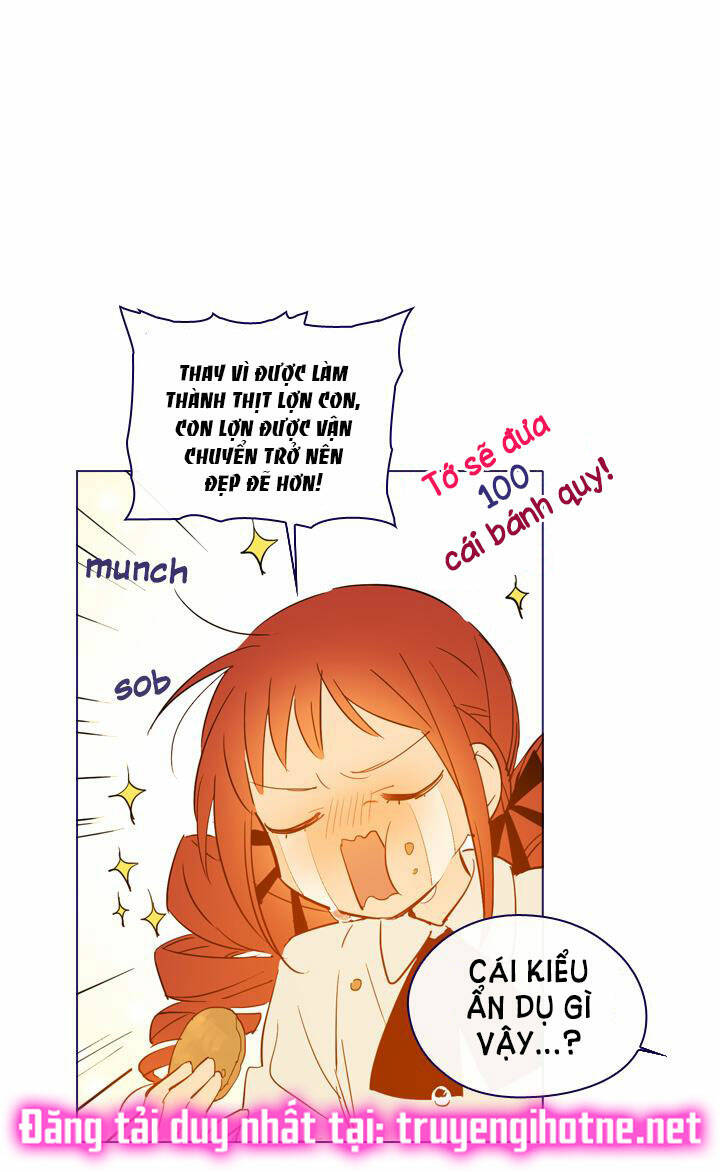 THAY VÌ ĐƯỢC LÀM
THÀNH THỊT LỢN CON,
CON LỢN ĐƯỢC VẬN
CHUYỂN TRỞ NÊN
ĐẸP ĐẼ HƠN!
Tớ sẽ đưa
100
cái bánh quy!
munch
sob
CÁI KIỂU
ẨN DỤ GÌ
VẬY...?
Đăng tải duy nhất tại: truyengihotne.net